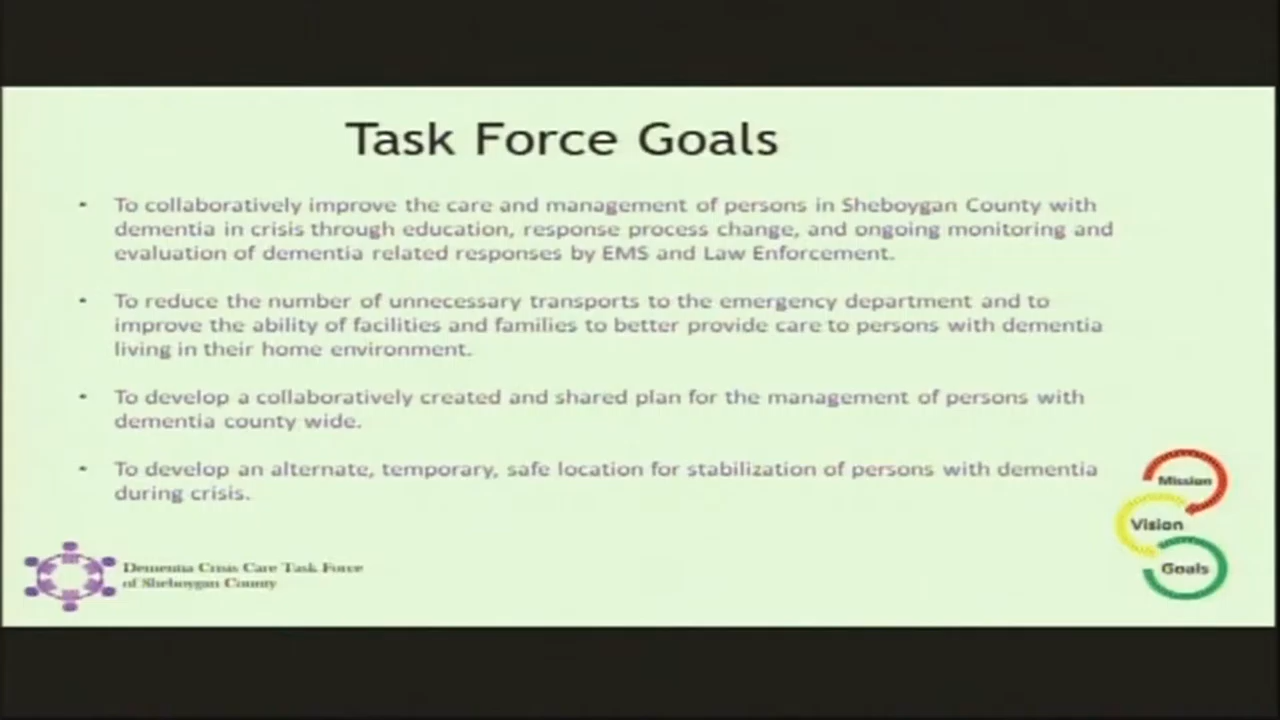 Task Force Goals
• To collaboratively improve the care and management of persons in Sheboygan County with
dementia in crisis through education, response process change, and ongoing monitoring and
evaluation of dementia related responses by EMS and Law Enforcement.
• To reduce the number of unnecessary transports to the emergency department and to
improve the ability of facilities and families to better provide care to persons with dementia
living in their home environment.
• To develop a collaboratively created and shared plan for the management of persons with
dementia county wide.
• To develop an alternate, temporary, safe location for stabilization of persons with dementia
during crisis.
Mission
Vision
Goals
Dementia Crisis Care Task Force
of Sheboygan County